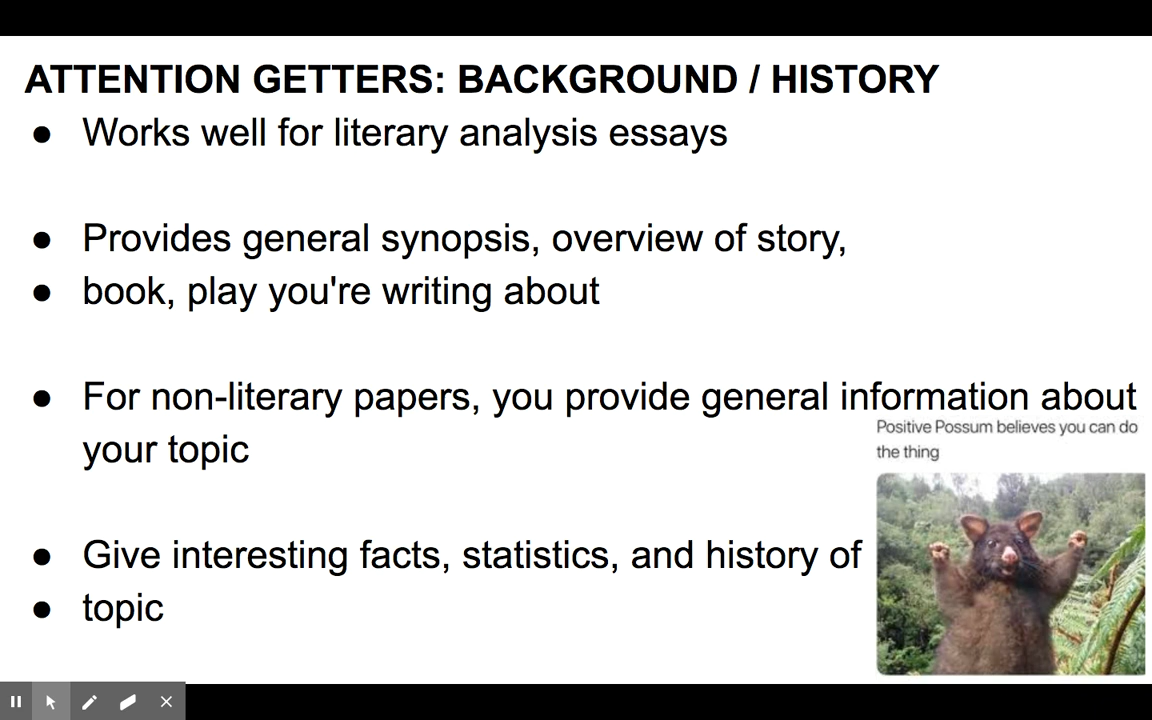 ATTENTION GETTERS: BACKGROUND / HISTORY
● Works well for literary analysis essays
● Provides general synopsis, overview of story,
● book, play you're writing about
● For non-literary papers, you provide general information about
your topic
Positive Possum believes you can do
the thing
● Give interesting facts, statistics, and history of
● topic